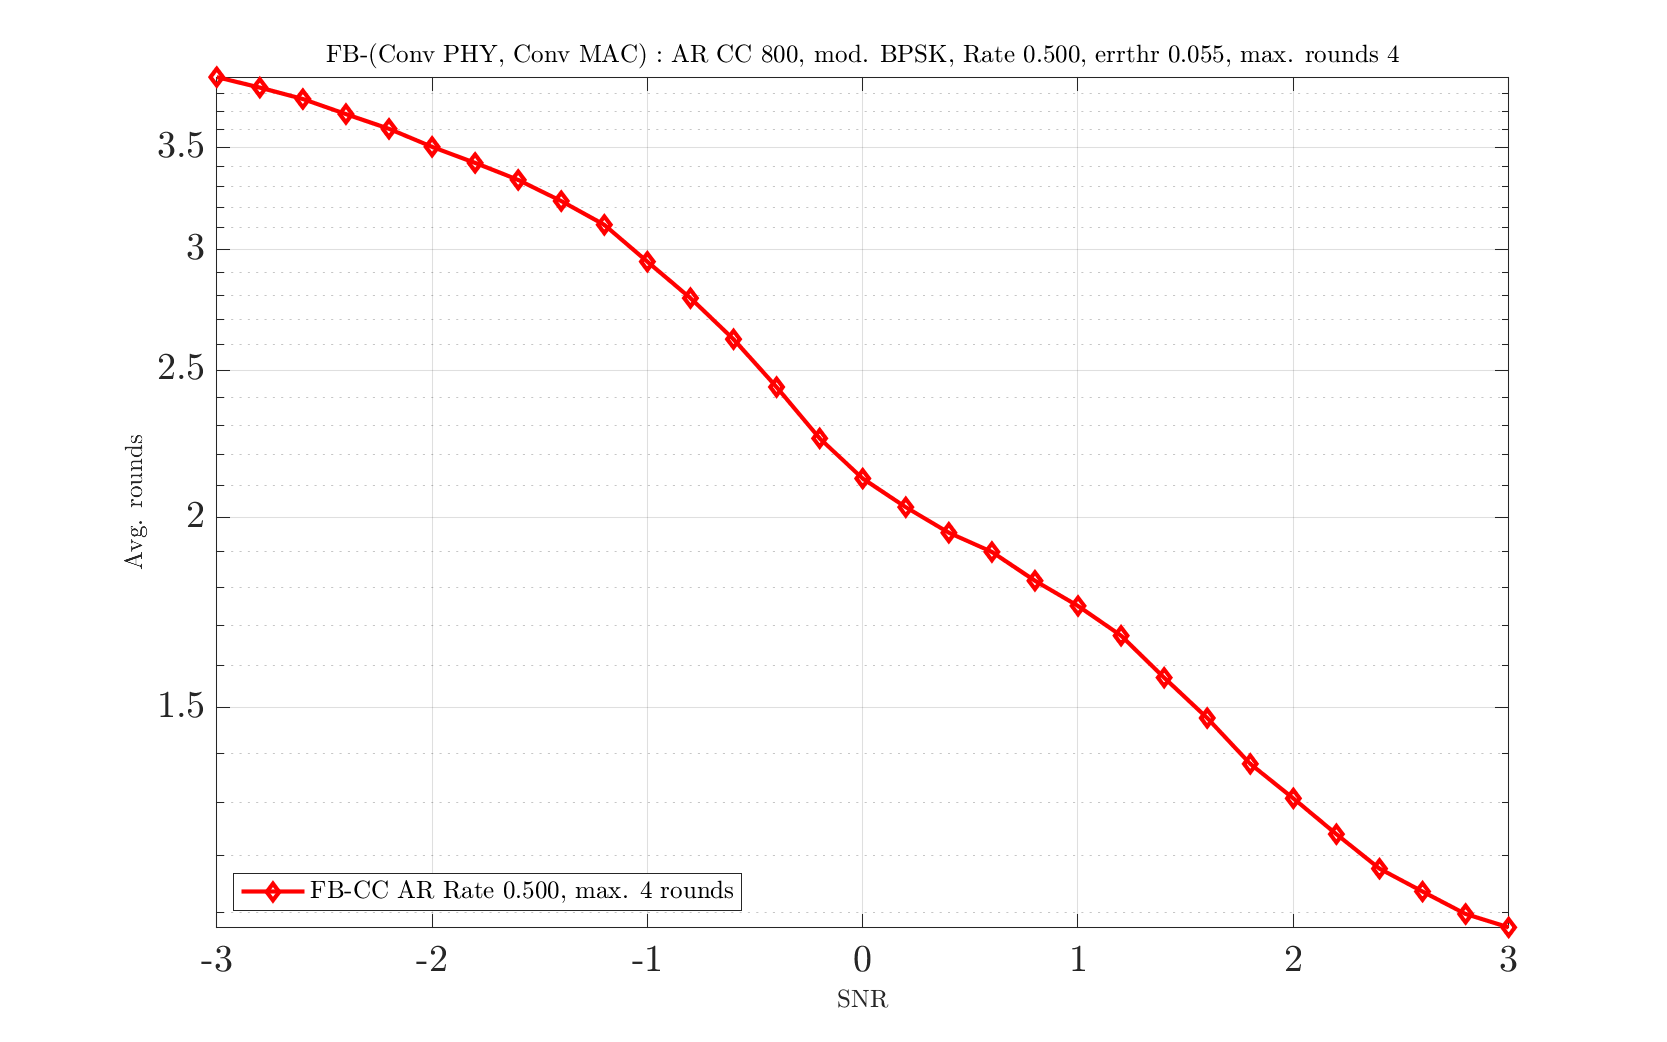 FB-(Conv PHY, Conv MAC) : AR CC 800, mod. BPSK, Rate 0.500, errthr 0.055, max. rounds 4
3.5
3
2.5
2
1.5
Avg. rounds
FB-CC AR Rate 0.500, max. 4 rounds
-3 -2 -1 0 1 2 3
SNR